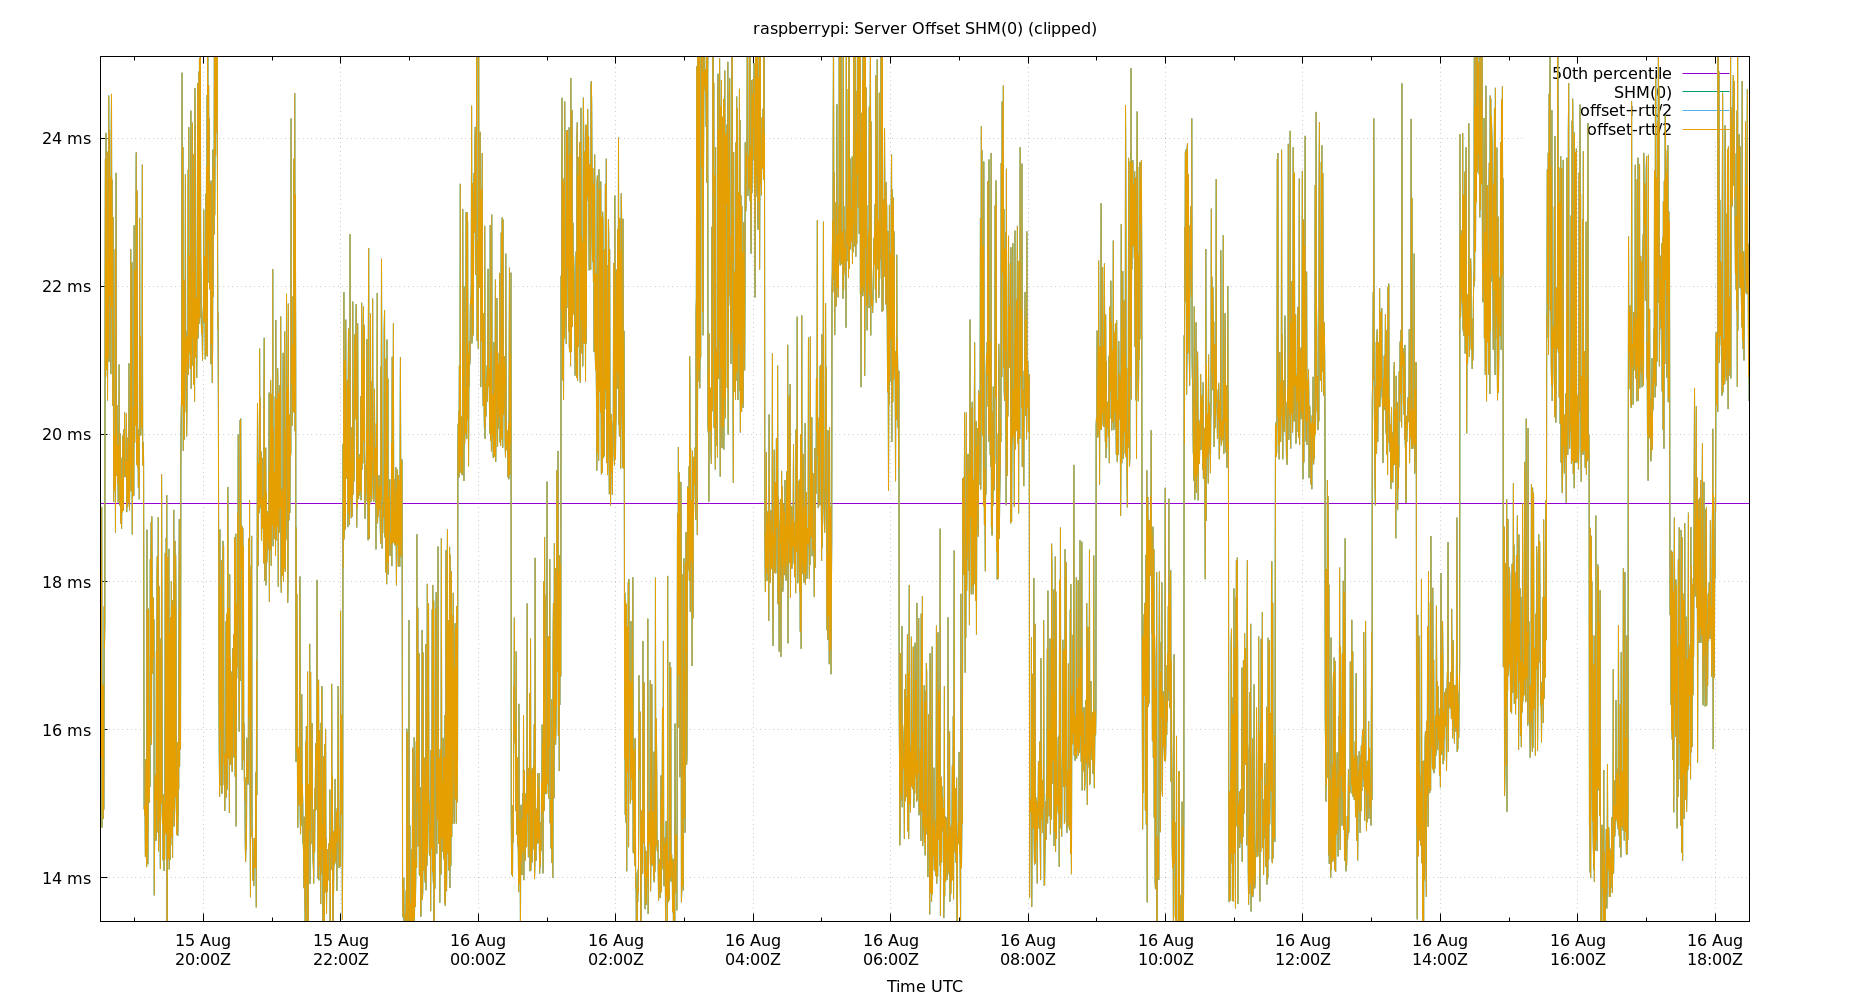 raspberrypi: Server Offset SHM(0) (clipped)
50th percentile
SHM(0)
offset+rtt/2
offset-rtt/2
24 ms
22 ms
20 ms
18 ms
16 ms
14 ms
15 Aug 15 Aug 16 Aug 16 Aug 16 Aug 16 Aug 16 Aug 16 Aug 16 Aug 16 Aug 16 Aug 16 Aug
20:00Z 22:00Z 00:00Z 02:00Z 04:00Z 06:00Z 08:00Z 10:00Z 12:00Z 14:00Z 16:00Z 18:00Z
Time UTC